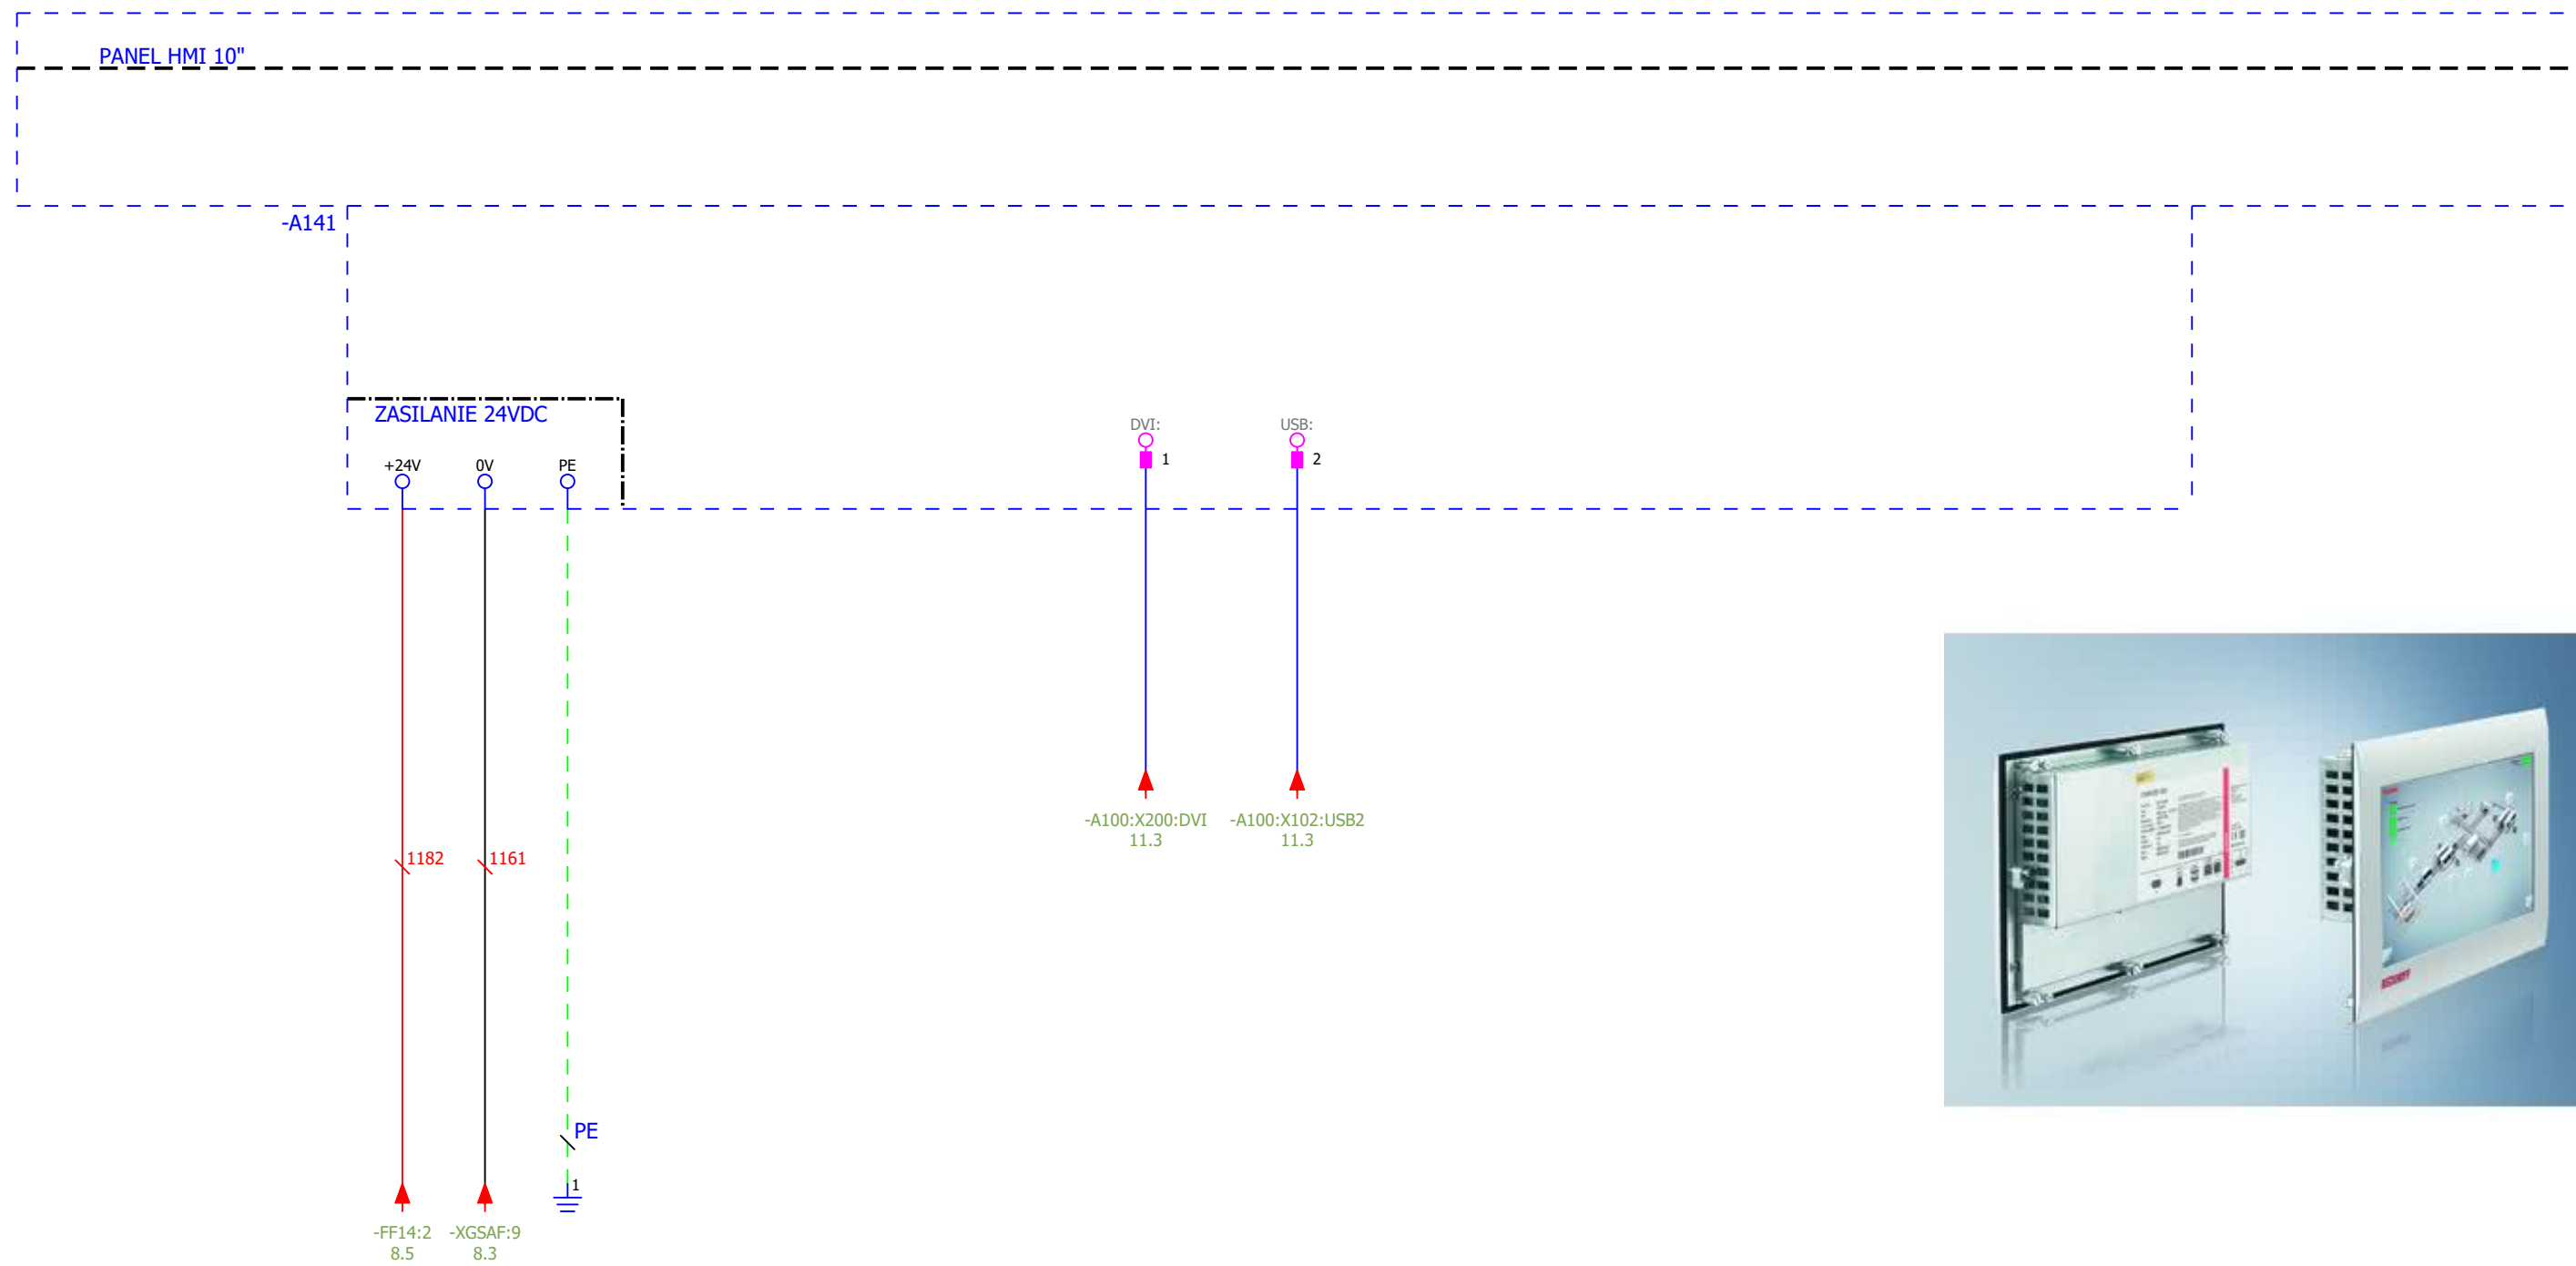 PANEL HMI 10"
-A141
ZASILANIE 24VDC
+24V
0V
PE
DVI:
1
USB:
2
-A100:X200:DVI
11.3
-A100:X102:USB2
11.3
1182
1161
PE
1
-FF14:2
8.5
-XGSAF:9
8.3